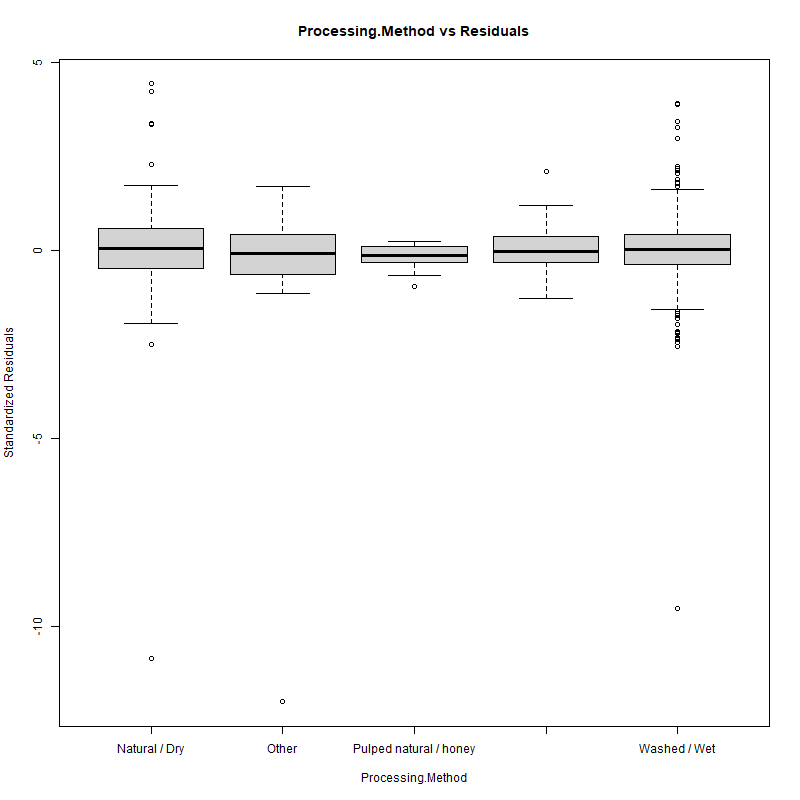 Processing.Method vs Residuals
Standardized Residuals
5
0
-5
-10
Natural / Dry Other Pulped natural / honey Washed / Wet
Processing.Method